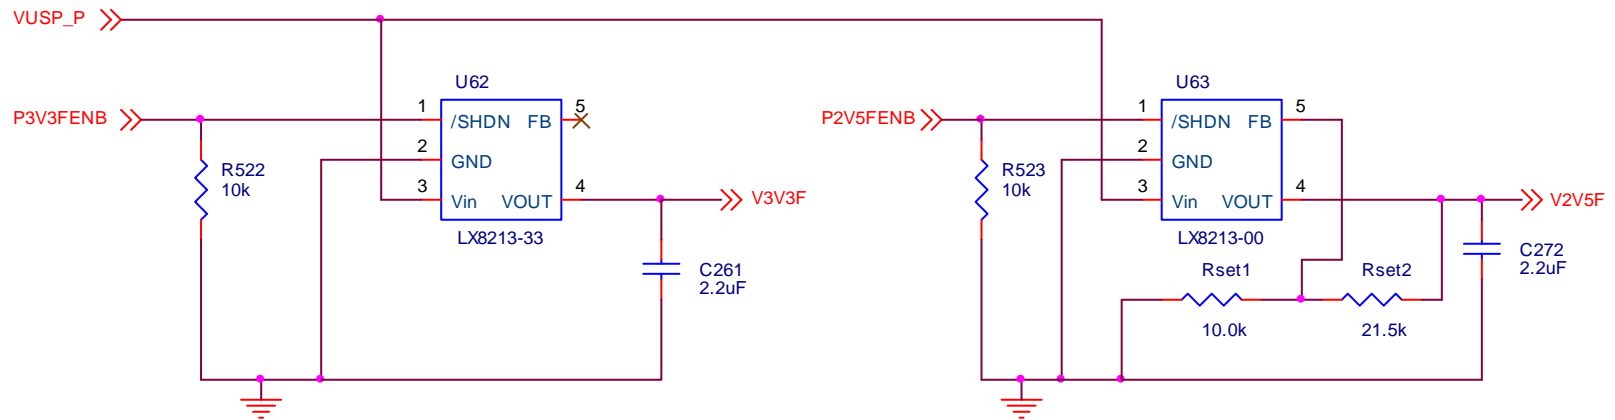 VUSP_P
U62
P3V3FENB
1
/SHDN
FB
5
2
GND
3
Vin
VOUT
4
V3V3F
LX8213-33
R522
10k
C261
2.2uF
U63
P2V5FENB
1
/SHDN
FB
5
2
GND
3
Vin
VOUT
4
V2V5F
LX8213-00
R523
10k
Rset1
10.0k
Rset2
21.5k
C272
2.2uF